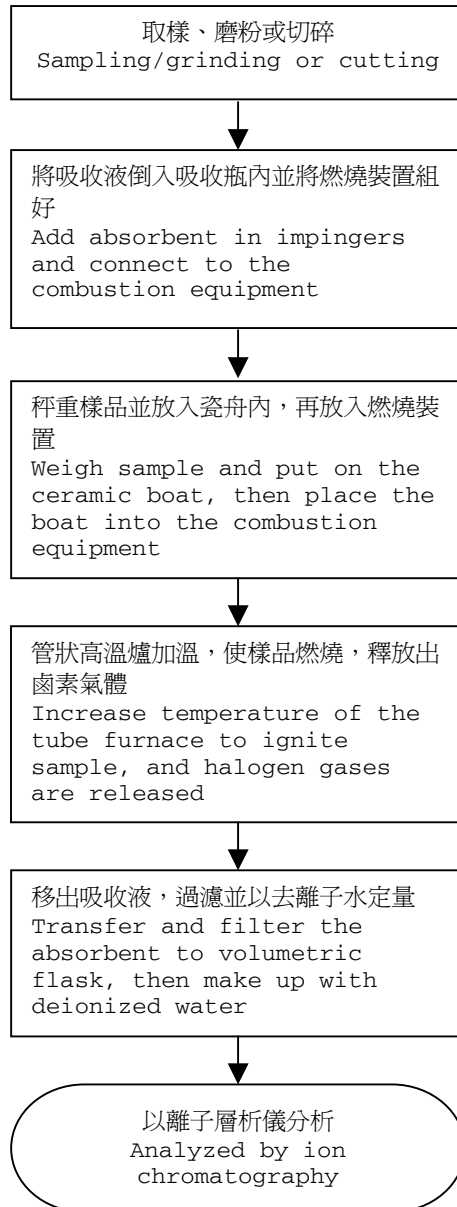 取樣、磨粉或切碎
Sampling/grinding or cutting
將吸收液倒入吸收瓶內並將燃燒裝置組
好
Add absorbent in impingers
and connect to the
combustion equipment
秤重樣品並放入瓷舟內，再放入燃燒裝
置
Weigh sample and put on the
ceramic boat, then place the
boat into the combustion
equipment
管狀高溫爐加溫，使樣品燃燒，釋放出
鹵素氣體
Increase temperature of the
tube furnace to ignite
sample, and halogen gases
are released
移出吸收液，過濾並以去離子水定量
Transfer and filter the
absorbent to volumetric
flask, then make up with
deionized water
以離子層析儀分析
Analyzed by ion
chromatography